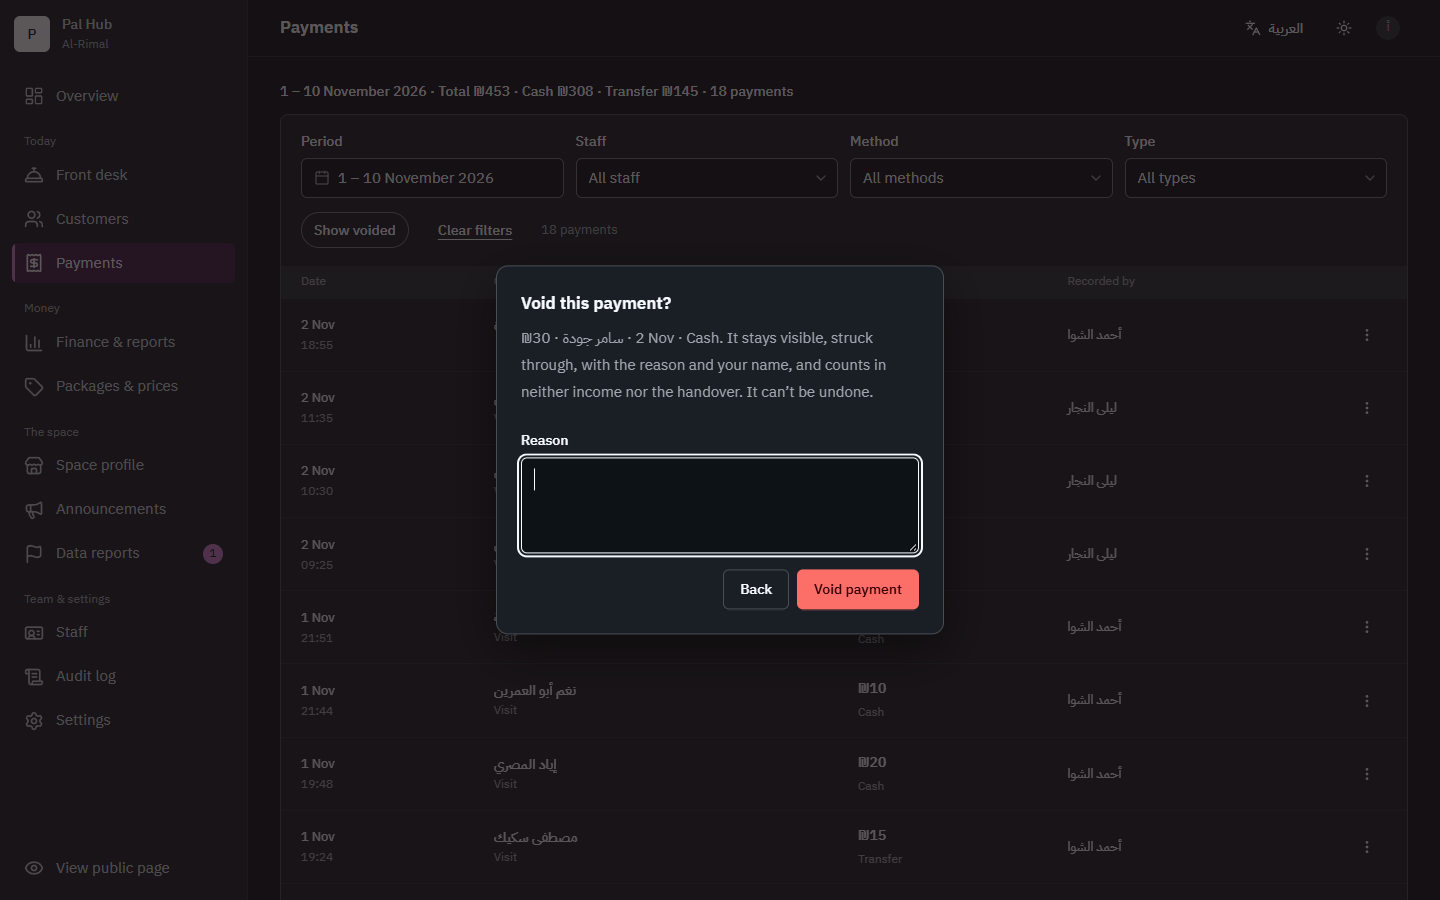 P
Pal Hub
Al-Rimal
Overview
Today
Front desk
Customers
Payments
Money
Finance & reports
Packages & prices
The space
Space profile
Announcements
Data reports
1
Team & settings
Staff
Audit log
Settings
View public page
Payments
العربية
أ
1 – 10 November 2026 · Total ₪453 · Cash ₪308 · Transfer ₪145 · 18 payments
Period
Staff
Method
Type
1 – 10 November 2026
All staff
All methods
All types
Show voided
Clear filters
18 payments
Date
Recorded by
2 Nov
18:55
أحمد الشوا
2 Nov
11:35
ليلى النجار
2 Nov
10:30
ليلى النجار
2 Nov
09:25
ليلى النجار
1 Nov
21:51
Visit
Cash
أحمد الشوا
1 Nov
21:44
نغم أبو العمرين
Visit
₪10
Cash
أحمد الشوا
1 Nov
19:48
إياد المصري
Visit
₪20
Cash
أحمد الشوا
1 Nov
19:24
مصطفى سكيك
Visit
₪15
Transfer
أحمد الشوا
Void this payment?
₪30 · سامر جودة · 2 Nov · Cash. It stays visible, struck
through, with the reason and your name, and counts in
neither income nor the handover. It can’t be undone.
Reason
Back
Void payment